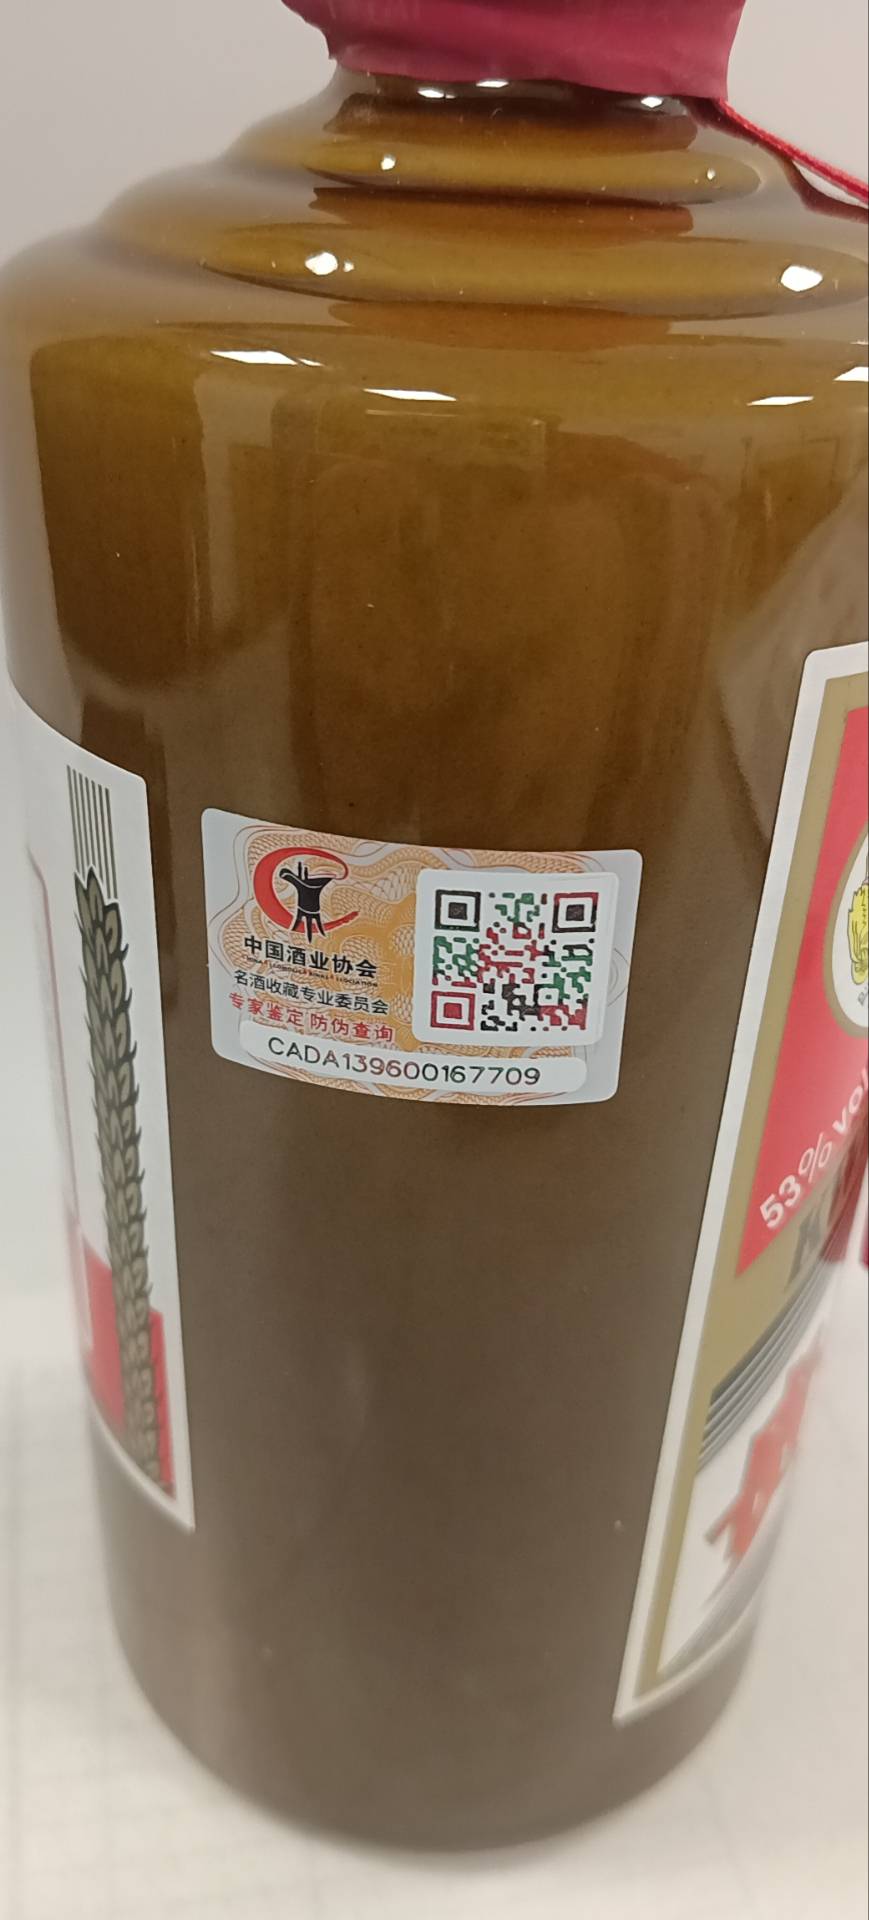 中国酒业协会
名酒收藏专业委员会
专家鉴定 防伪查询
CADA139600167709
53% vol